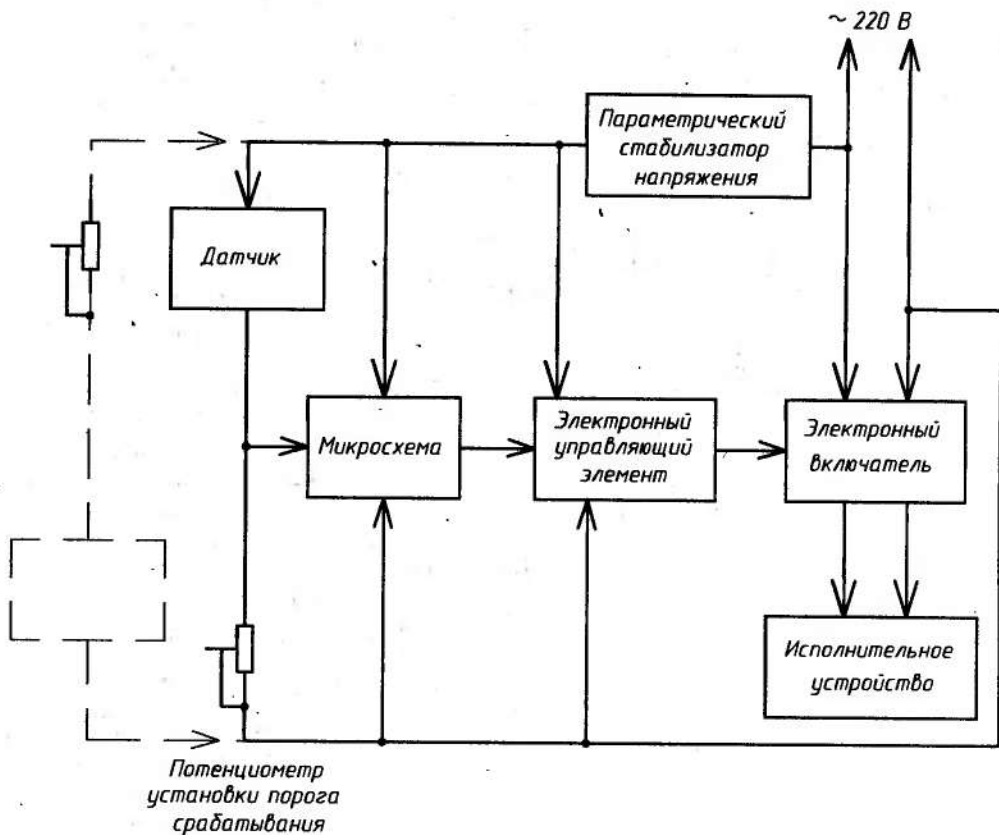 ~ 220 В
Параметрический
стабилизатор
напряжения
Датчик
Микросхема
Электронный
управляющий
элемент
Электронный
включатель
Исполнительное
устройство
Потенциометр
установки порога
срабатывания